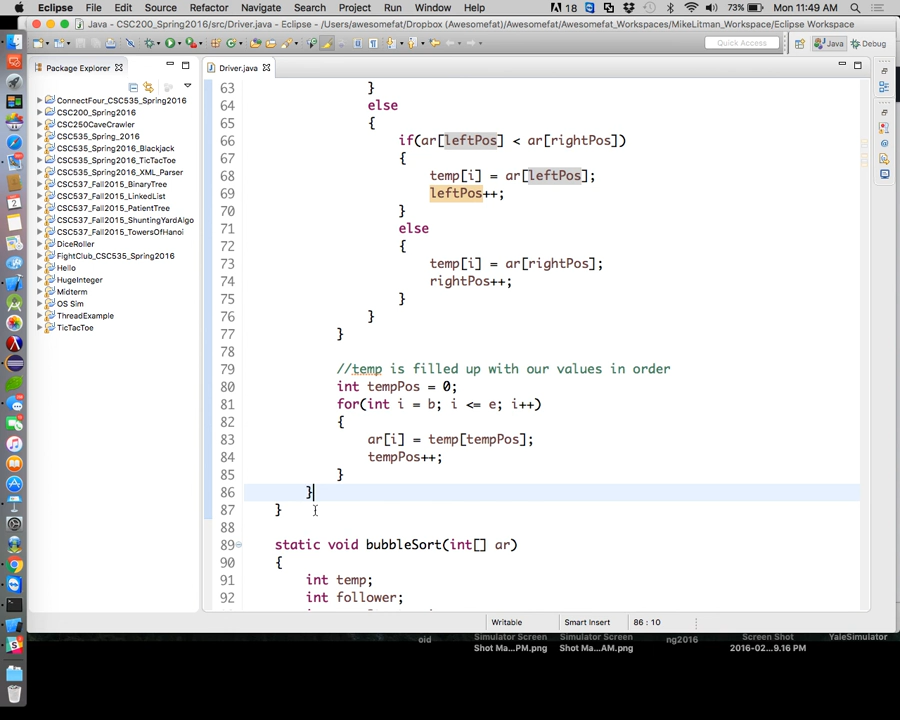 Eclipse File Edit Source Refactor Navigate Search Project Run Window Help 18 73% Mon 11:49 AM
Java - CSC200_Spring2016/src/Driver.java - Eclipse - /Users/awesomefat/Dropbox (Awesomefat)/Awesomefat/Awesomefat_Workspaces/MikeLitman_Workspace/Eclipse Workspace
Quick Access Java Debug
Package Explorer
ConnectFour_CSC535_Spring2016
CSC200_Spring2016
CSC250CaveCrawler
CSC535_Spring_2016
CSC535_Spring2016_Blackjack
CSC535_Spring2016_TicTacToe
CSC535_Spring2016_XML_Parser
CSC537_Fall2015_BinaryTree
CSC537_Fall2015_LinkedList
CSC537_Fall2015_PatientTree
CSC537_Fall2015_ShuntingYardAlgo
CSC537_Fall2015_TowersOfHanoi
DiceRoller
FightClub_CSC535_Spring2016
Hello
HugeInteger
Midterm
OS Sim
ThreadExample
TicTacToe
Driver.java
63 }
64 else
65 {
66 if(ar[leftPos] < ar[rightPos])
67 {
68 temp[i] = ar[leftPos];
69 leftPos++;
70 }
71 else
72 {
73 temp[i] = ar[rightPos];
74 rightPos++;
75 }
76 }
77 }
78
79 //temp is filled up with our values in order
80 int tempPos = 0;
81 for(int i = b; i <= e; i++)
82 {
83 ar[i] = temp[tempPos];
84 tempPos++;
85 }
86 }
87 }
88
89 static void bubbleSort(int[] ar)
90 {
91 int temp;
92 int follower;
Writable Smart Insert 86 : 10
oid
Simulator Screen
Shot Ma...PM.png
Simulator Screen
Shot Ma...AM.png
ng2016
Screen Shot
2016-02...9.16 PM
YaleSimulator